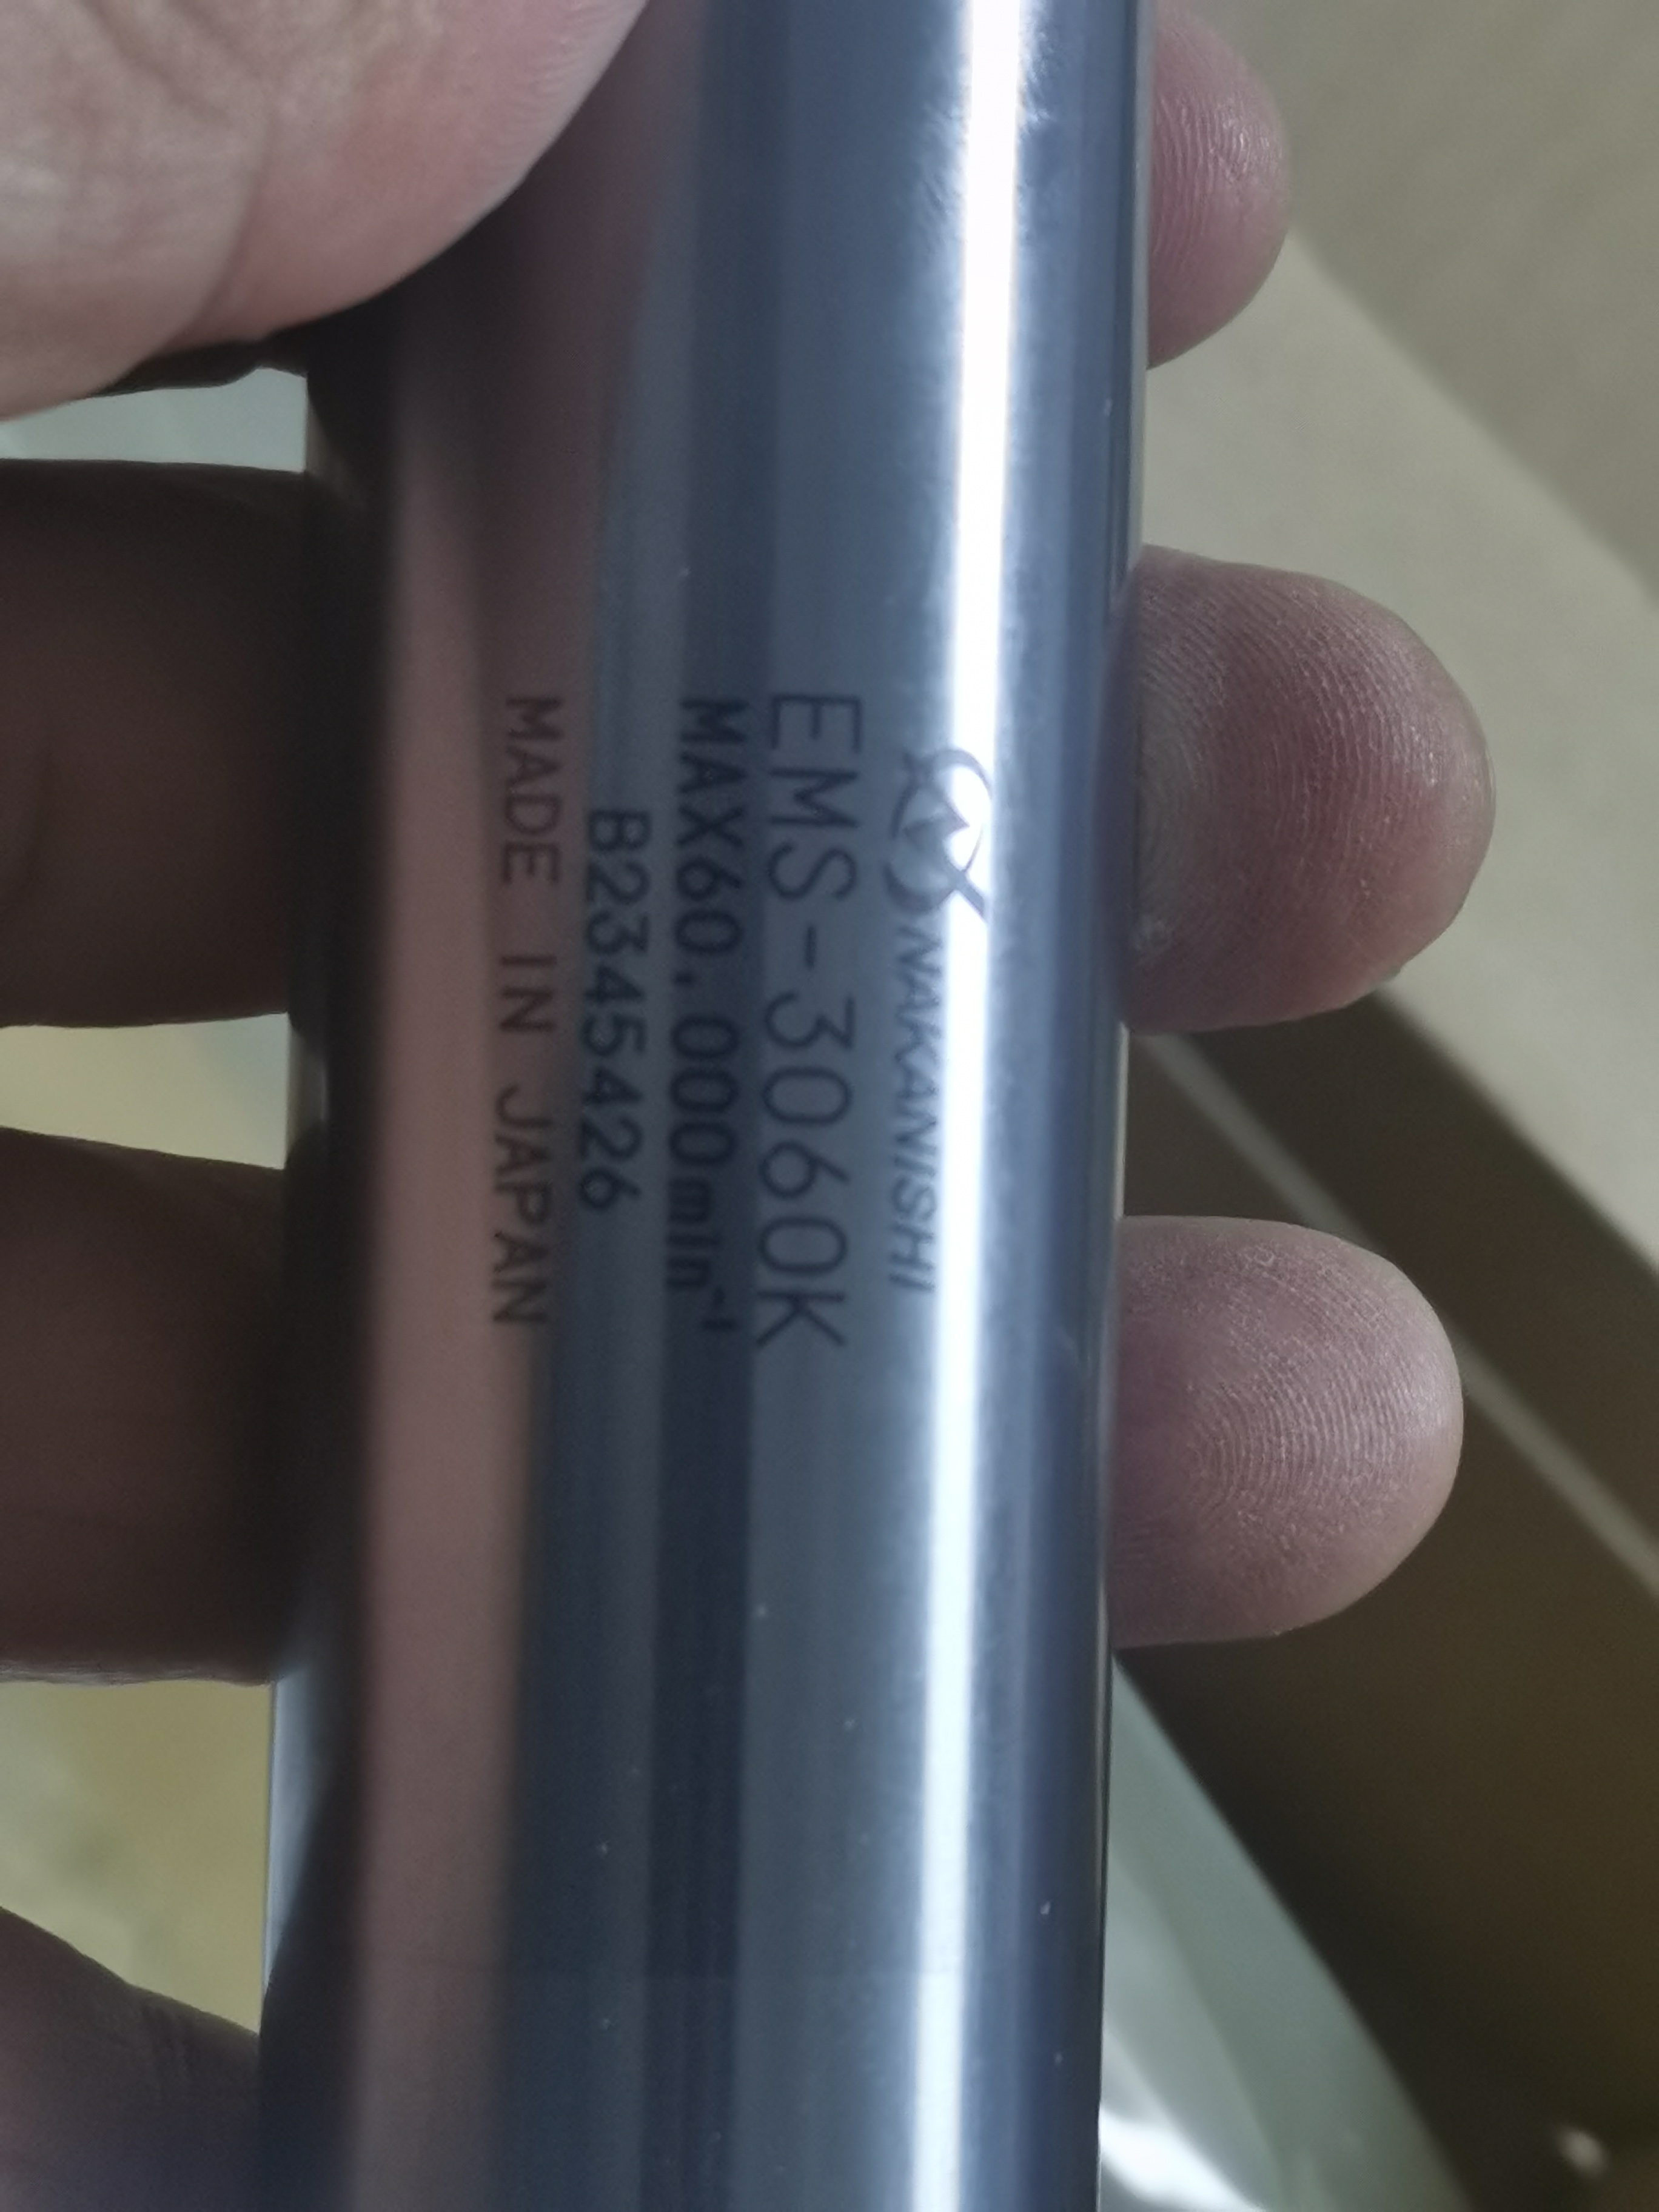 NAKANISHI
EMS-3060K
MAX60,000min⁻¹
B2345426
MADE IN JAPAN